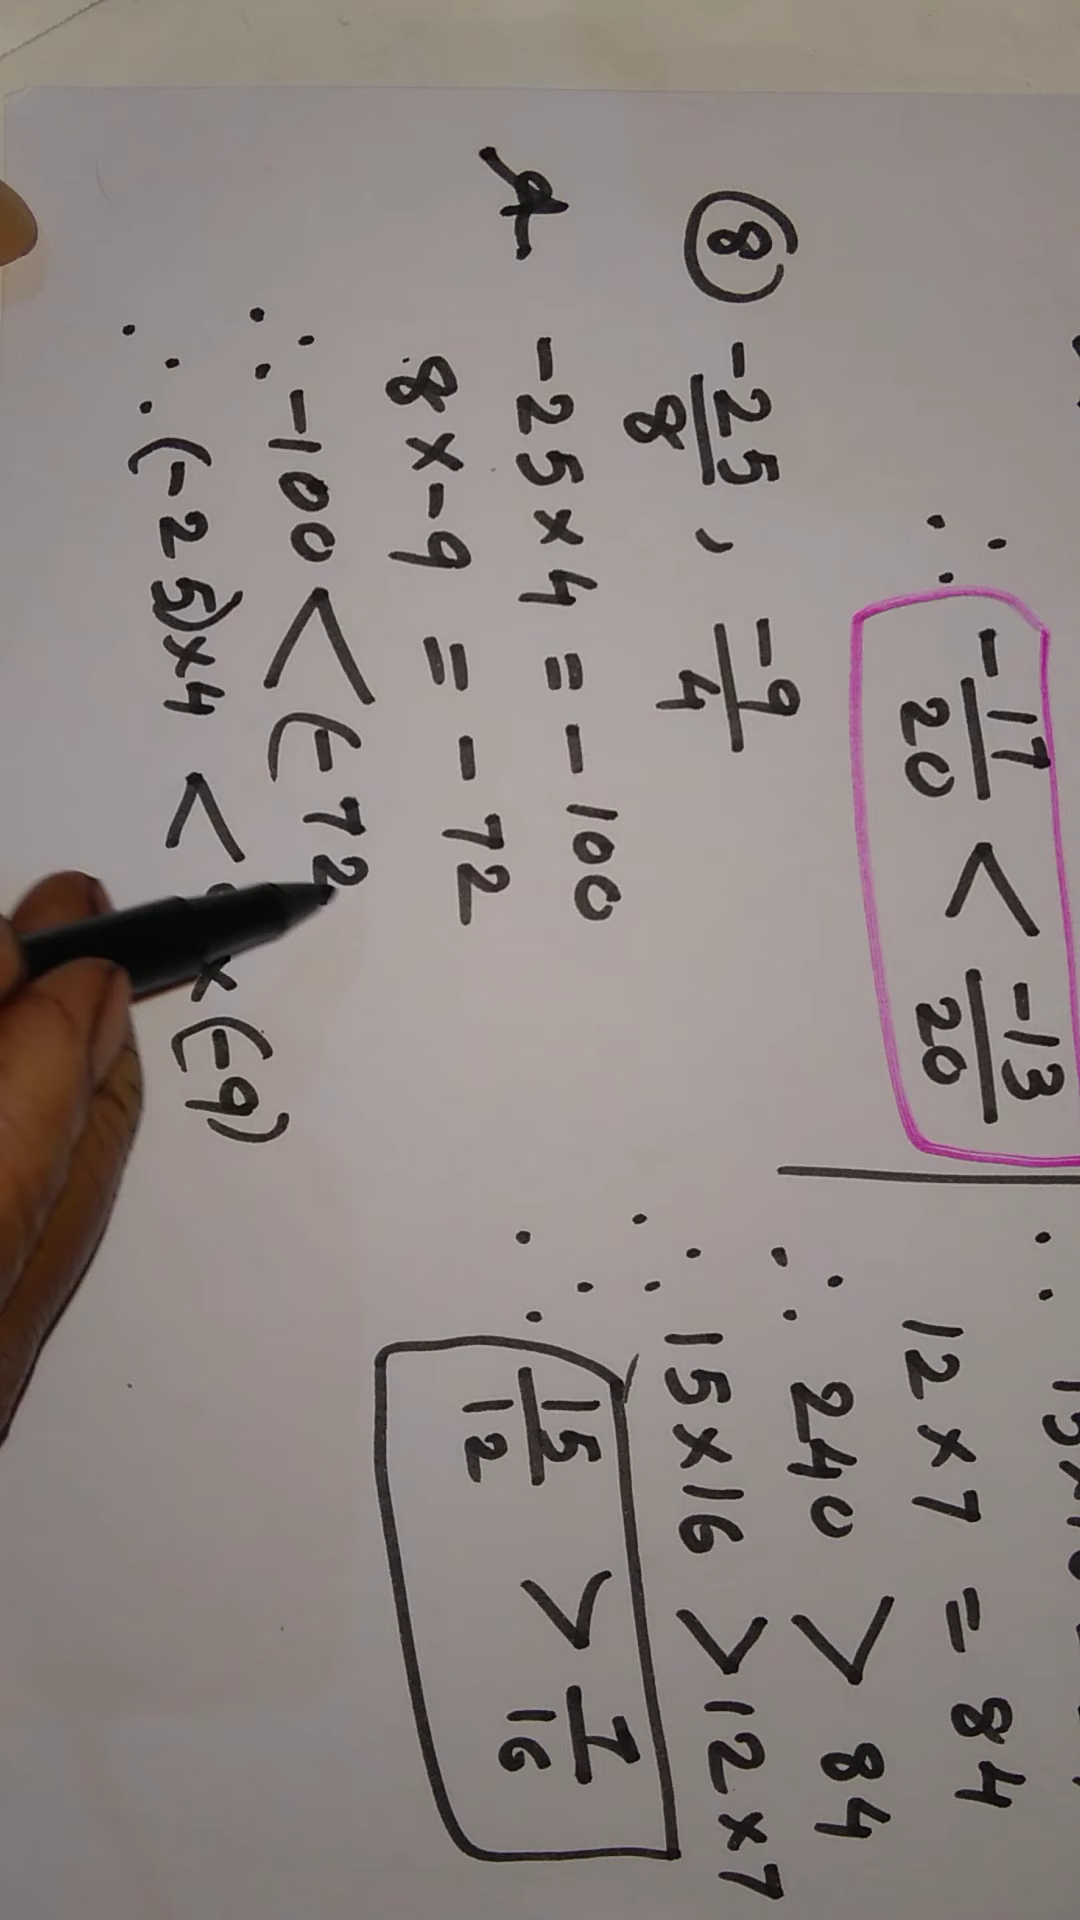 ∴ -17/20 < -13/20
⑧ -25/8 , -9/4
-25 × 4 = -100
8 × -9 = -72
∴ -100 < (-72
∴ (-25) × 4 < × (-9)
12 × 7 = 84
∴ 240 > 84
∴ 15 × 16 > 12 × 7
∴ 15/12 > 7/16